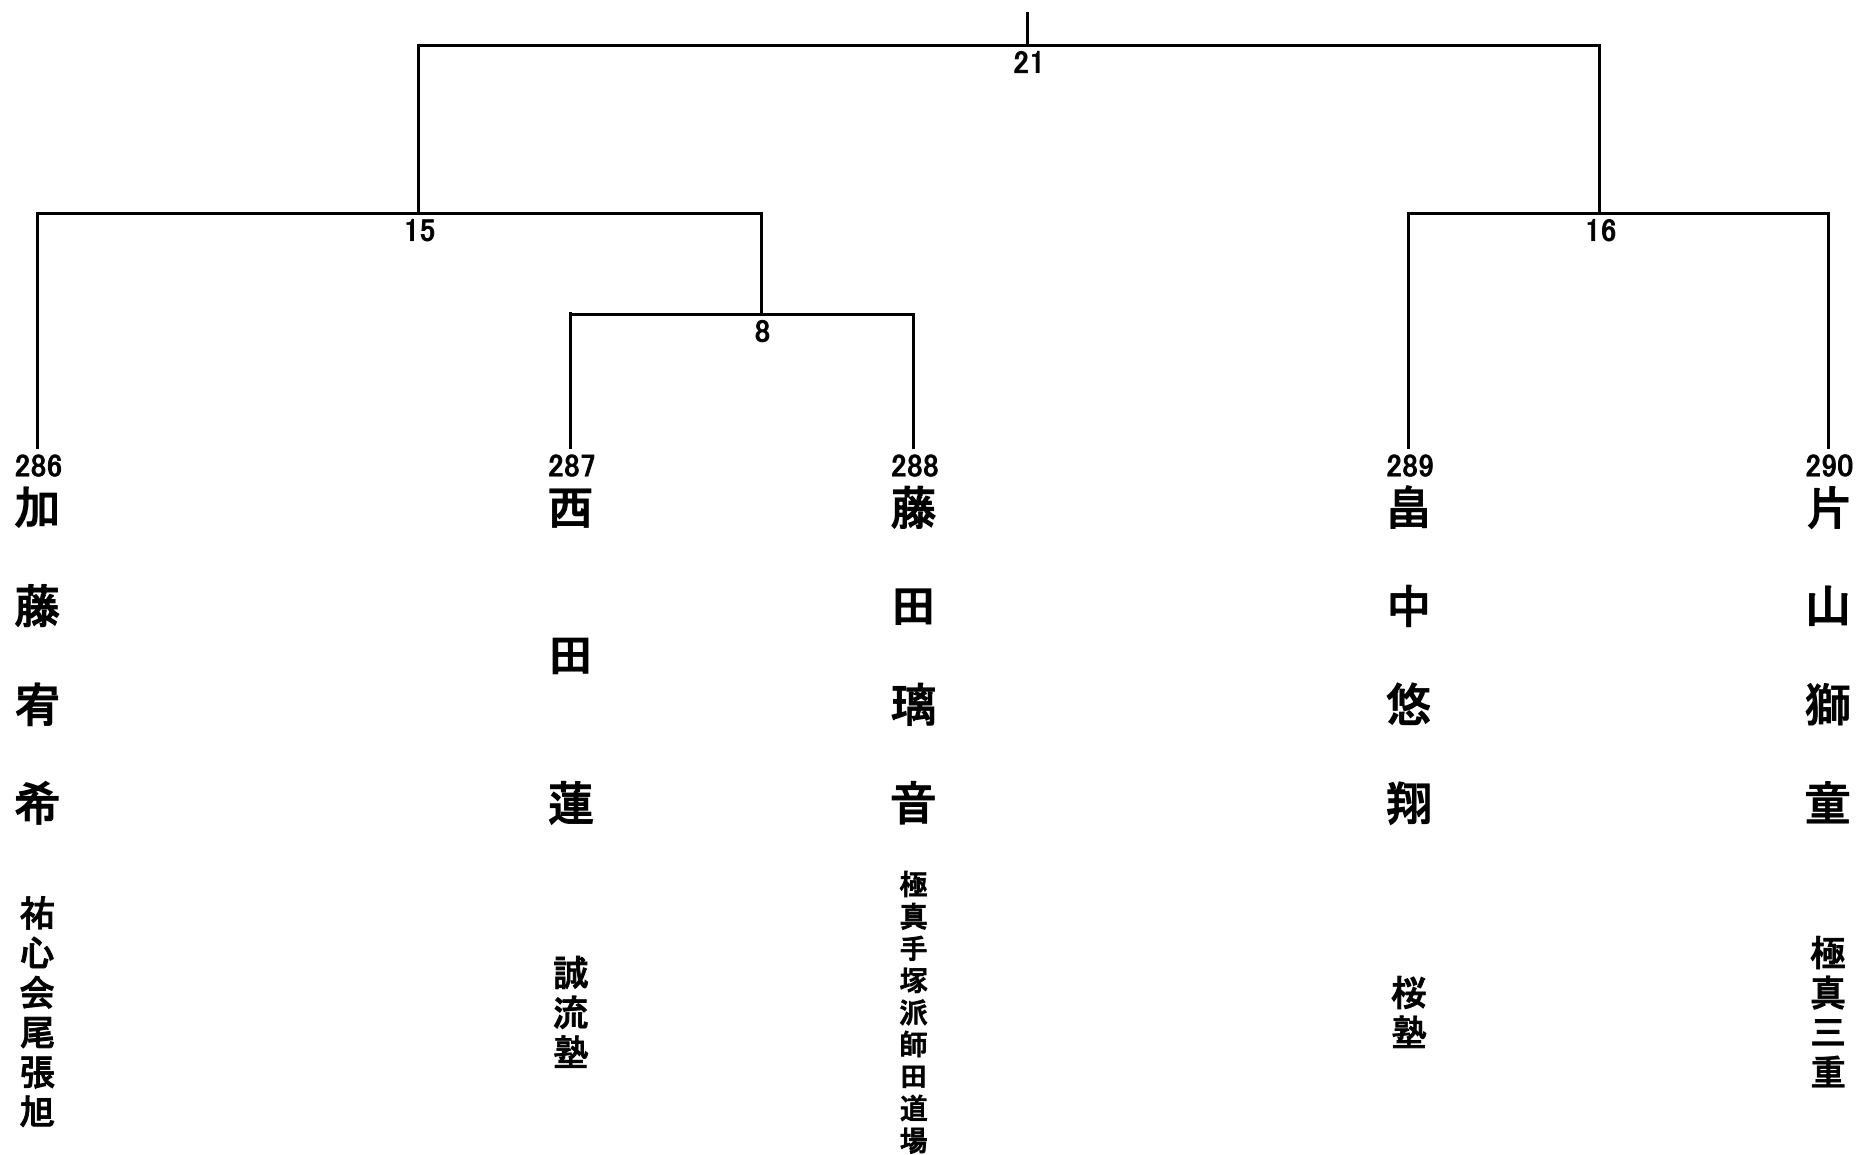 21
15
16
8
286
加藤宥希
祐心会尾張旭
287
西田蓮
誠流塾
288
藤田璃音
極真手塚派師田道場
289
畠中悠翔
桜塾
290
片山獅童
極真三重